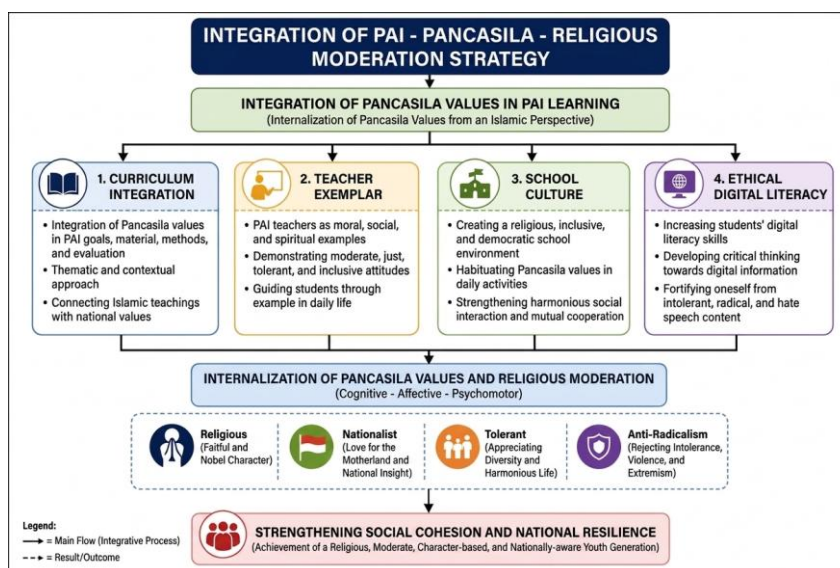 INTEGRATION OF PAI - PANCASILA - RELIGIOUS
MODERATION STRATEGY
INTEGRATION OF PANCASILA VALUES IN PAI LEARNING
(Internalization of Pancasila Values from an Islamic Perspective)
1. CURRICULUM
INTEGRATION
• Integration of Pancasila values
in PAI goals, material, methods,
and evaluation
• Thematic and contextual
approach
• Connecting Islamic teachings
with national values
2. TEACHER
EXEMPLAR
• PAI teachers as moral, social,
and spiritual examples
• Demonstrating moderate, just,
tolerant, and inclusive attitudes
• Guiding students through
example in daily life
3. SCHOOL
CULTURE
• Creating a religious, inclusive,
and democratic school
environment
• Habituating Pancasila values in
daily activities
• Strengthening harmonious social
interaction and mutual cooperation
4. ETHICAL
DIGITAL LITERACY
• Increasing students' digital
literacy skills
• Developing critical thinking
towards digital information
• Fortifying oneself from
intolerant, radical, and hate
speech content
INTERNALIZATION OF PANCASILA VALUES AND RELIGIOUS MODERATION
(Cognitive - Affective - Psychomotor)
Religious
(Faithful and
Nobel Character)
Nationalist
(Love for the
Motherland and
National Insight)
Tolerant
(Appreciating
Diversity and
Harmonious Life)
Anti-Radicalism
(Rejecting Intolerance,
Violence, and
Extremism)
Legend:
= Main Flow (Integrative Process)
= Result/Outcome
STRENGTHENING SOCIAL COHESION AND NATIONAL RESILIENCE
(Achievement of a Religious, Moderate, Character-based, and Nationally-aware Youth Generation)